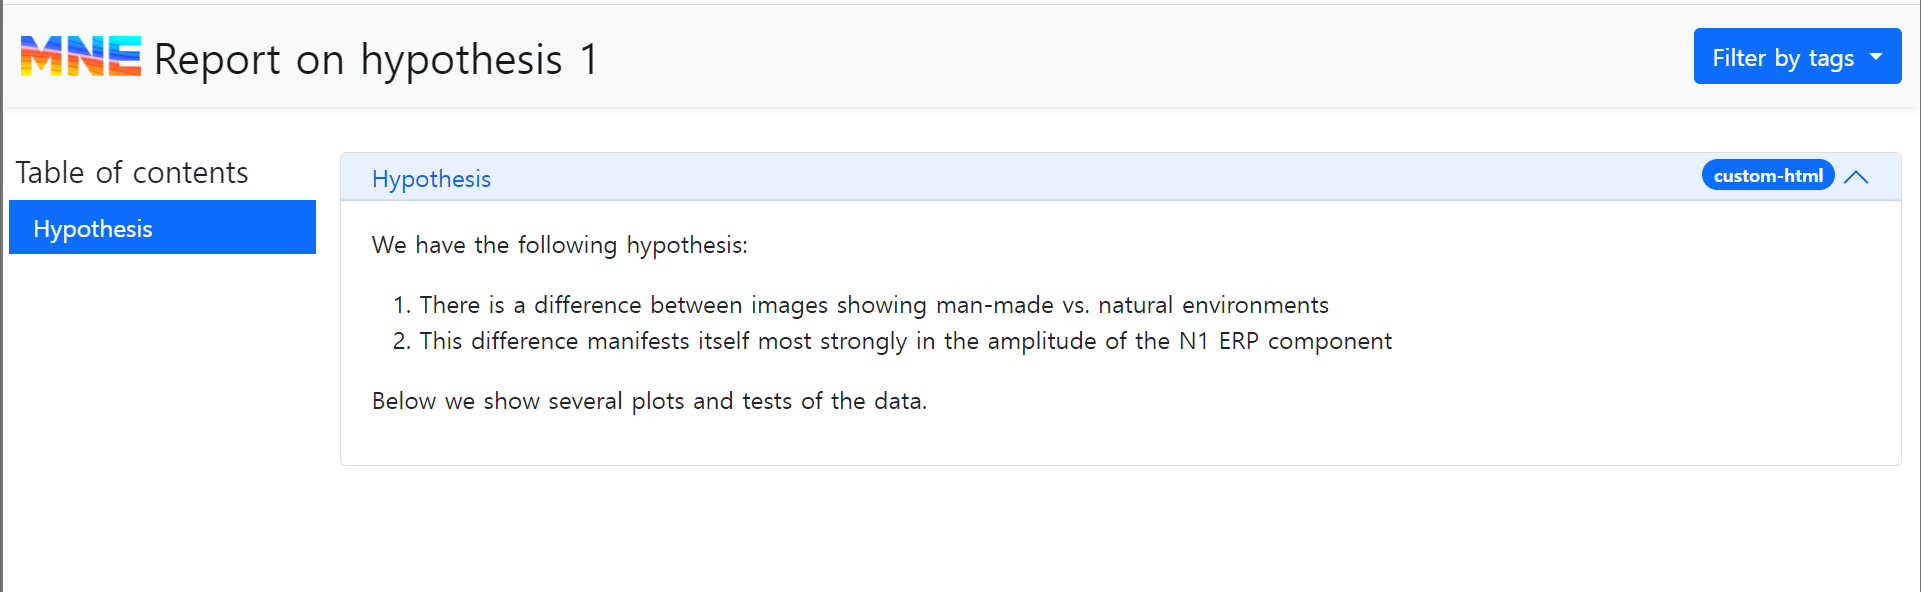 MNE Report on hypothesis 1
Filter by tags
Table of contents
Hypothesis
Hypothesis
custom-html
We have the following hypothesis:
1. There is a difference between images showing man-made vs. natural environments
2. This difference manifests itself most strongly in the amplitude of the N1 ERP component
Below we show several plots and tests of the data.